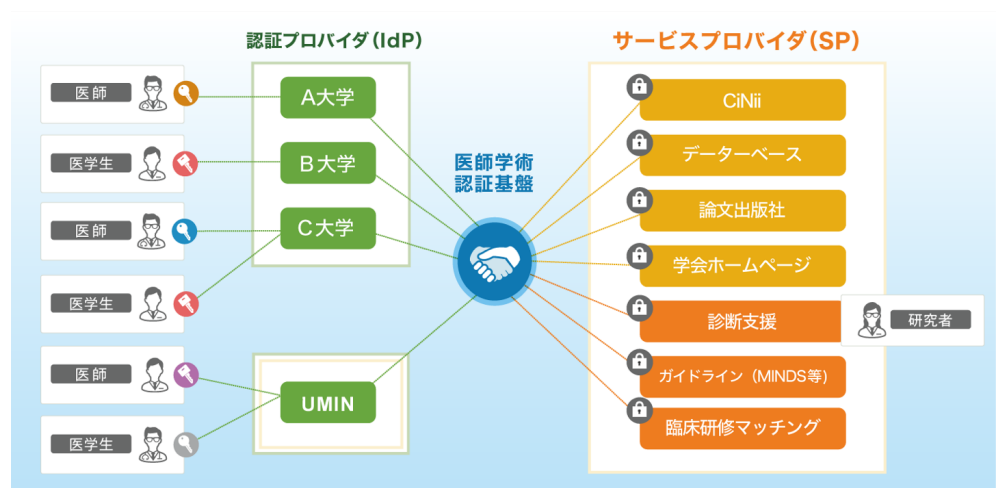 認証プロバイダ（IdP）
サービスプロバイダ（SP）
医師
医学生
医師
医学生
医師
医学生
A大学
B大学
C大学
UMIN
医師学術
認証基盤
CiNii
データーベース
論文出版社
学会ホームページ
診断支援
研究者
ガイドライン（MINDS等)
臨床研修マッチング